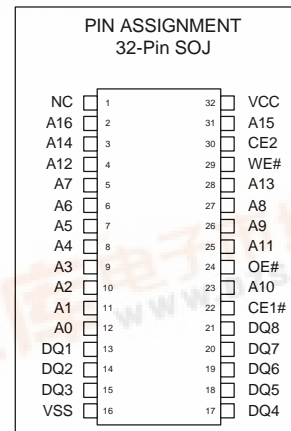 PIN ASSIGNMENT
32-Pin SOJ
NC 1 32 VCC
A16 2 31 A15
A14 3 30 CE2
A12 4 29 WE#
A7 5 28 A13
A6 6 27 A8
A5 7 26 A9
A4 8 25 A11
A3 9 24 OE#
A2 10 23 A10
A1 11 22 CE1#
A0 12 21 DQ8
DQ1 13 20 DQ7
DQ2 14 19 DQ6
DQ3 15 18 DQ5
VSS 16 17 DQ4